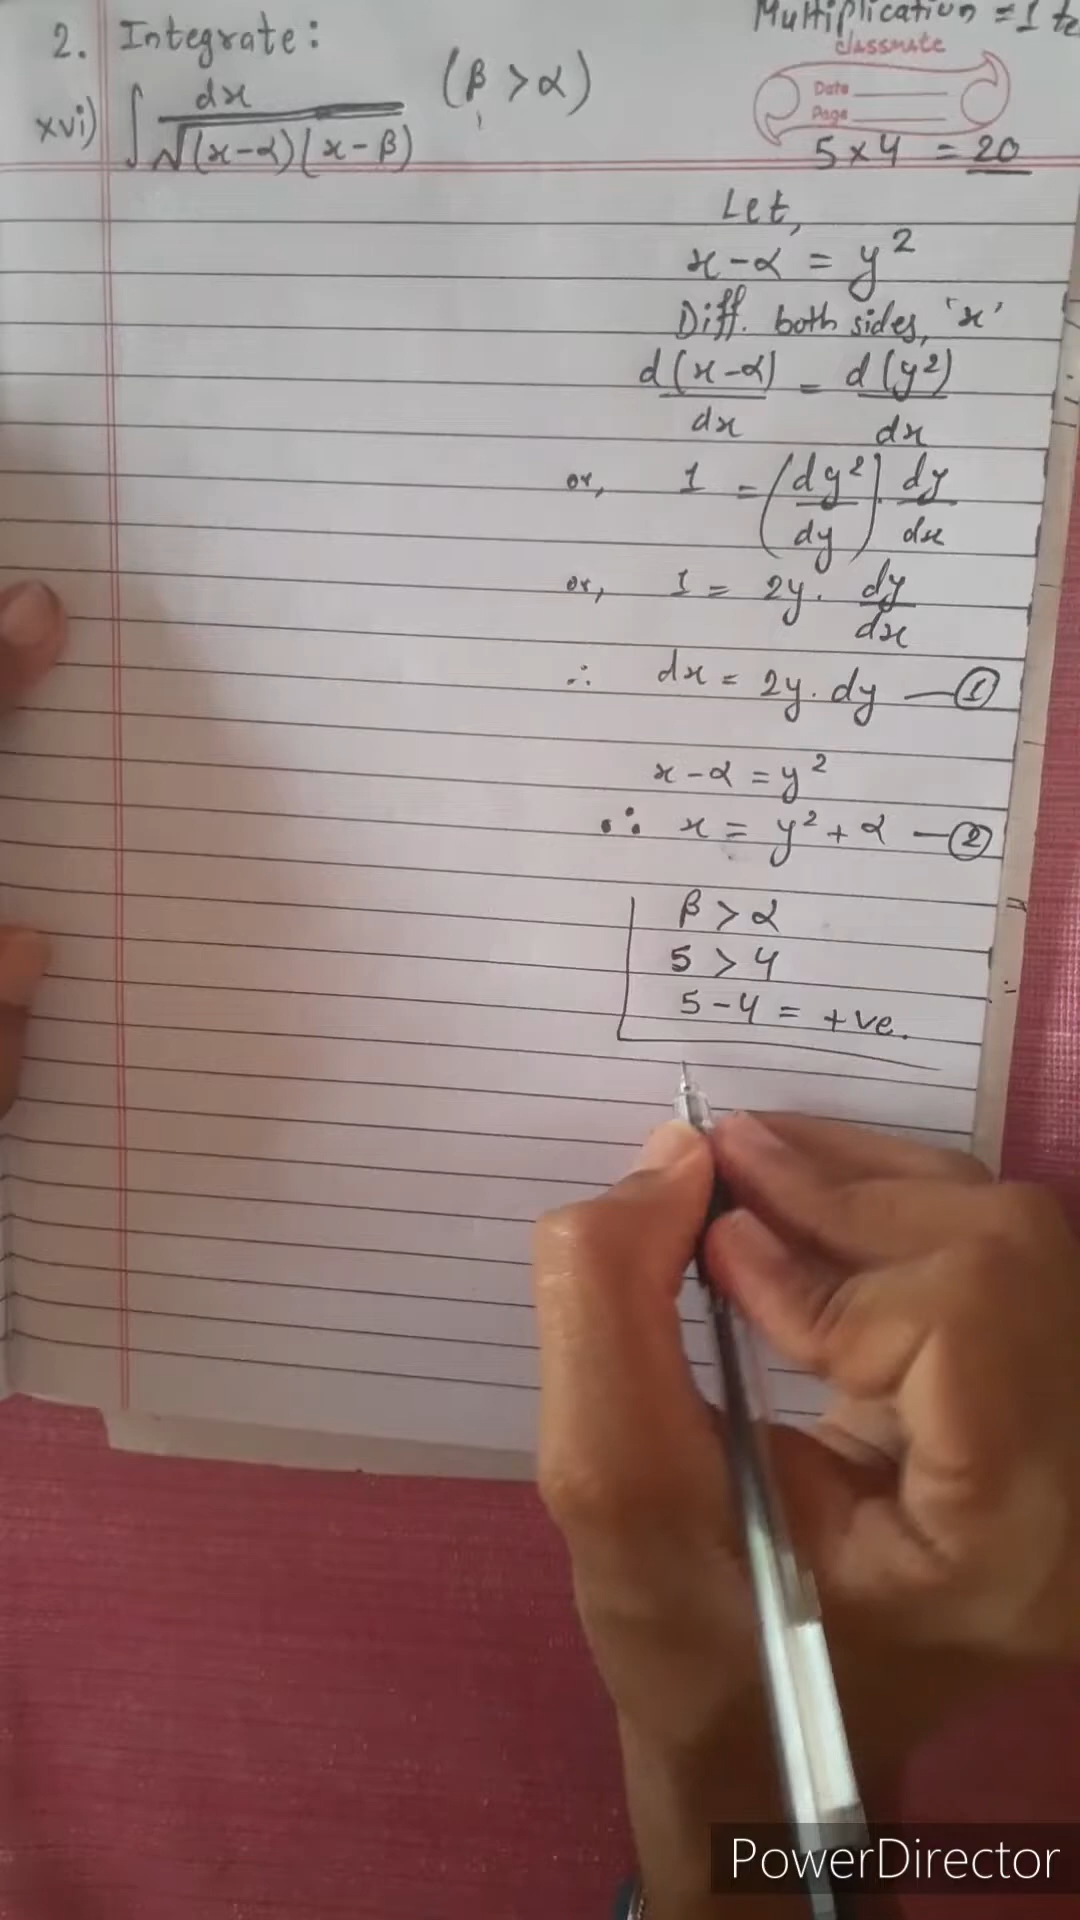 2. Integrate:
Multiplication = 1 te
classmate
Date
Page
xvi) ∫ dx / √(x-α)(x-β) (β > α)
5 x 4 = 20
Let,
x-α = y²
Diff. both sides, 'x'
d(x-α)/dx = d(y²)/dx
or, 1 = (dy²/dy). dy/dx
or, 1 = 2y. dy/dx
∴ dx = 2y. dy — ①
x-α = y²
∴ x = y² + α — ②
β > α
5 > 4
5 - 4 = +ve.
PowerDirector